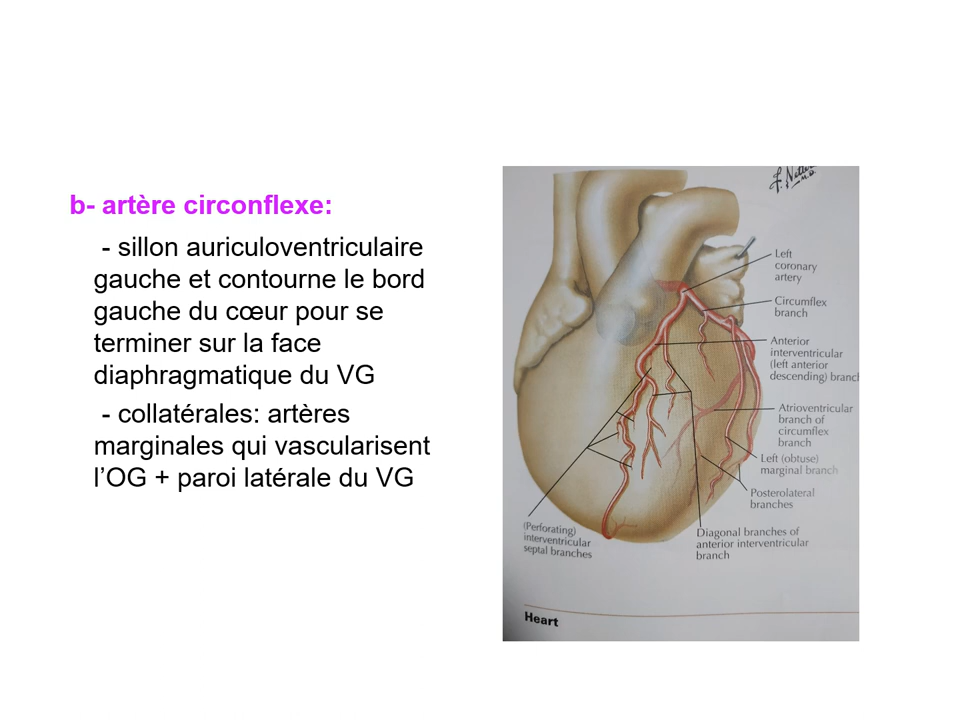 b- artère circonflexe:
- sillon auriculoventriculaire
gauche et contourne le bord
gauche du cœur pour se
terminer sur la face
diaphragmatique du VG
- collatérales: artères
marginales qui vascularisent
l’OG + paroi latérale du VG
F. Netter
M.D.
Left
coronary
artery
Circumflex
branch
Anterior
interventricular
(left anterior
descending) branch
Atrioventricular
branch of
circumflex
branch
Left (obtuse)
marginal branch
Posterolateral
branches
Diagonal branches of
anterior interventricular
branch
(Perforating)
interventricular
septal branches
Heart